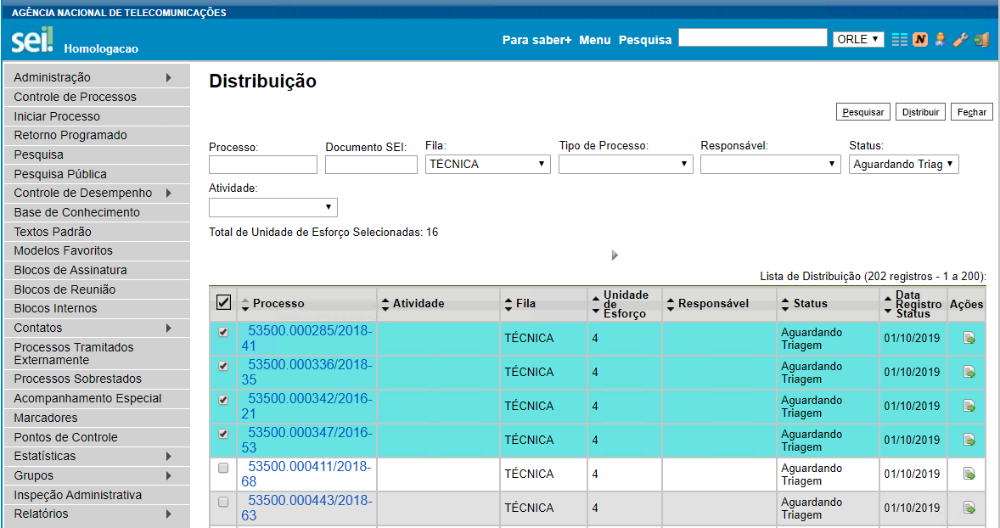 AGÊNCIA NACIONAL DE TELECOMUNICAÇÕES
sei! Homologacao
Para saber+ Menu Pesquisa ORLE
N
Administração
Controle de Processos
Iniciar Processo
Retorno Programado
Pesquisa
Pesquisa Pública
Controle de Desempenho
Base de Conhecimento
Textos Padrão
Modelos Favoritos
Blocos de Assinatura
Blocos de Reunião
Blocos Internos
Contatos
Processos Tramitados
Externamente
Processos Sobrestados
Acompanhamento Especial
Marcadores
Pontos de Controle
Estatísticas
Grupos
Inspeção Administrativa
Relatórios
Distribuição
Pesquisar Distribuir Fechar
Processo: Documento SEI: Fila: Tipo de Processo: Responsável: Status:
TÉCNICA Aguardando Triag
Atividade:
Total de Unidade de Esforço Selecionadas: 16
Lista de Distribuição (202 registros - 1 a 200):
Processo Atividade Fila Unidade de Esforço Responsável Status Data Registro Status Ações
53500.000285/2018-
41 TÉCNICA 4 Aguardando Triagem 01/10/2019
53500.000336/2018-
35 TÉCNICA 4 Aguardando Triagem 01/10/2019
53500.000342/2016-
21 TÉCNICA 4 Aguardando Triagem 01/10/2019
53500.000347/2016-
53 TÉCNICA 4 Aguardando Triagem 01/10/2019
53500.000411/2018-
68 TÉCNICA 4 Aguardando Triagem 01/10/2019
53500.000443/2018-
63 TÉCNICA 4 Aguardando Triagem 01/10/2019